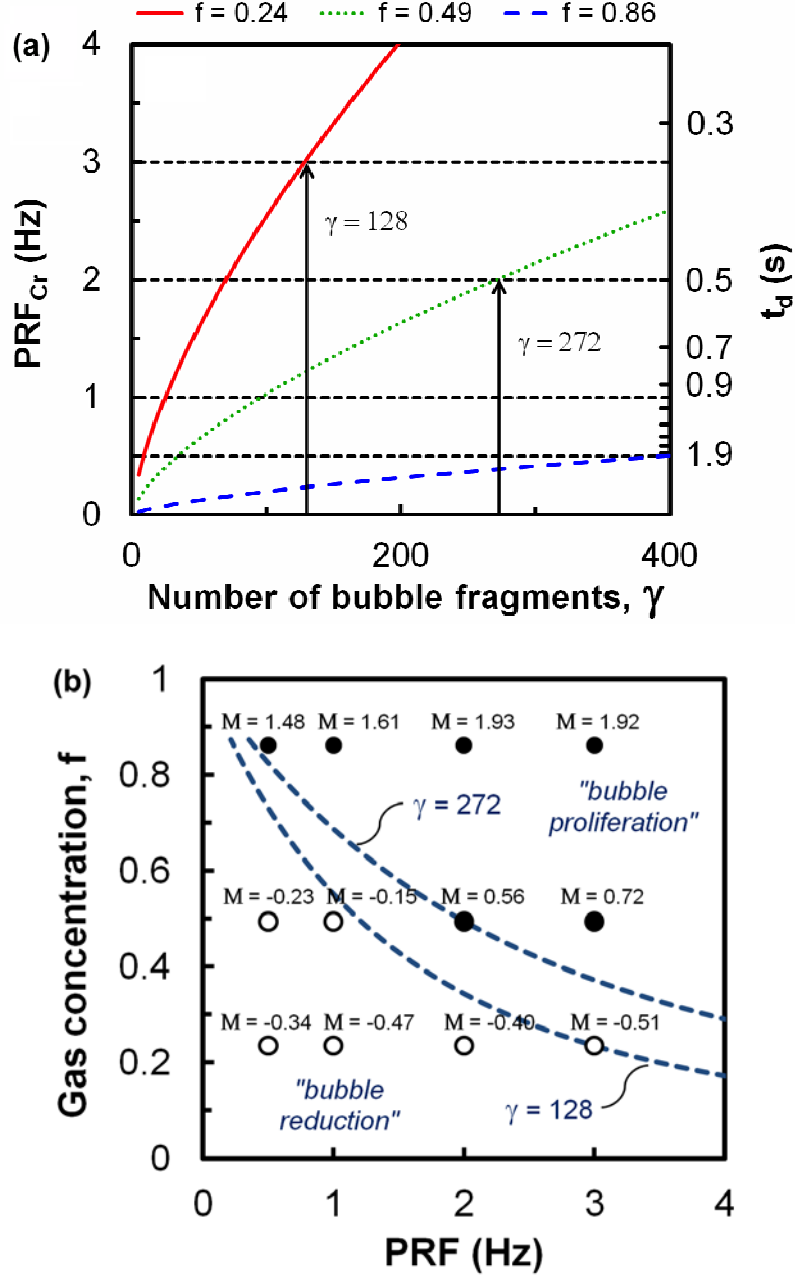 f = 0.24 f = 0.49 f = 0.86
(a)
4
3
2
1
0
PRFCr (Hz)
0.3
0.5
0.7
0.9
1.9
td (s)
γ = 128
γ = 272
0 200 400
Number of bubble fragments, γ
(b)
1
0.8
0.6
0.4
0.2
0
Gas concentration, f
M = 1.48 M = 1.61 M = 1.93 M = 1.92
γ = 272
"bubble
proliferation"
M = -0.23 M = -0.15 M = 0.56 M = 0.72
M = -0.34 M = -0.47 M = -0.40 M = -0.51
"bubble
reduction"
γ = 128
0 1 2 3 4
PRF (Hz)